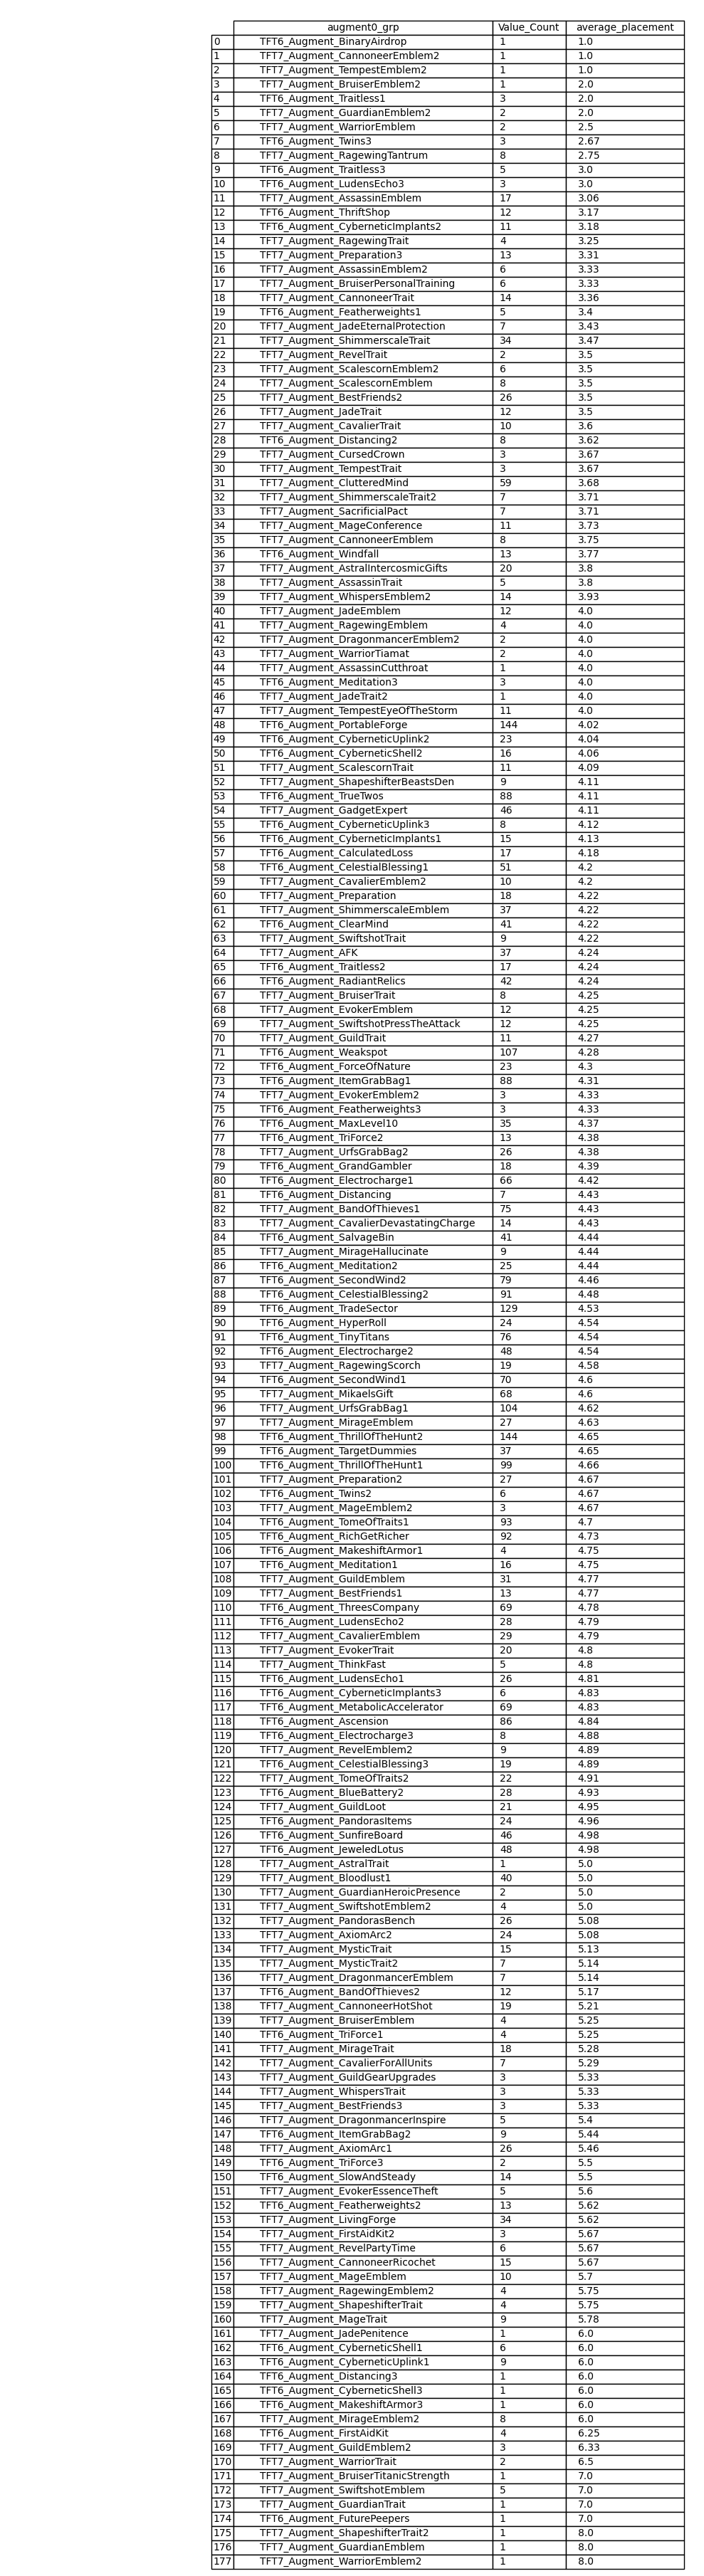 augment0_grp Value_Count average_placement
0 TFT6_Augment_BinaryAirdrop 1 1.0
1 TFT7_Augment_CannoneerEmblem2 1 1.0
2 TFT7_Augment_TempestEmblem2 1 1.0
3 TFT7_Augment_BruiserEmblem2 1 2.0
4 TFT6_Augment_Traitless1 3 2.0
5 TFT7_Augment_GuardianEmblem2 2 2.0
6 TFT7_Augment_WarriorEmblem 2 2.5
7 TFT6_Augment_Twins3 3 2.67
8 TFT7_Augment_RagewingTantrum 8 2.75
9 TFT6_Augment_Traitless3 5 3.0
10 TFT6_Augment_LudensEcho3 3 3.0
11 TFT7_Augment_AssassinEmblem 17 3.06
12 TFT6_Augment_ThriftShop 12 3.17
13 TFT6_Augment_CyberneticImplants2 11 3.18
14 TFT7_Augment_RagewingTrait 4 3.25
15 TFT7_Augment_Preparation3 13 3.31
16 TFT7_Augment_AssassinEmblem2 6 3.33
17 TFT7_Augment_BruiserPersonalTraining 6 3.33
18 TFT7_Augment_CannoneerTrait 14 3.36
19 TFT6_Augment_Featherweights1 5 3.4
20 TFT7_Augment_JadeEternalProtection 7 3.43
21 TFT7_Augment_ShimmerscaleTrait 34 3.47
22 TFT7_Augment_RevelTrait 2 3.5
23 TFT7_Augment_ScalescornEmblem2 6 3.5
24 TFT7_Augment_ScalescornEmblem 8 3.5
25 TFT7_Augment_BestFriends2 26 3.5
26 TFT7_Augment_JadeTrait 12 3.5
27 TFT7_Augment_CavalierTrait 10 3.6
28 TFT6_Augment_Distancing2 8 3.62
29 TFT7_Augment_CursedCrown 3 3.67
30 TFT7_Augment_TempestTrait 3 3.67
31 TFT7_Augment_ClutteredMind 59 3.68
32 TFT7_Augment_ShimmerscaleTrait2 7 3.71
33 TFT7_Augment_SacrificialPact 7 3.71
34 TFT7_Augment_MageConference 11 3.73
35 TFT7_Augment_CannoneerEmblem 8 3.75
36 TFT6_Augment_Windfall 13 3.77
37 TFT7_Augment_AstralIntercosmicGifts 20 3.8
38 TFT7_Augment_AssassinTrait 5 3.8
39 TFT7_Augment_WhispersEmblem2 14 3.93
40 TFT7_Augment_JadeEmblem 12 4.0
41 TFT7_Augment_RagewingEmblem 4 4.0
42 TFT7_Augment_DragonmancerEmblem2 2 4.0
43 TFT7_Augment_WarriorTiamat 2 4.0
44 TFT7_Augment_AssassinCutthroat 1 4.0
45 TFT6_Augment_Meditation3 3 4.0
46 TFT7_Augment_JadeTrait2 1 4.0
47 TFT7_Augment_TempestEyeOfTheStorm 11 4.0
48 TFT6_Augment_PortableForge 144 4.02
49 TFT6_Augment_CyberneticUplink2 23 4.04
50 TFT6_Augment_CyberneticShell2 16 4.06
51 TFT7_Augment_ScalescornTrait 11 4.09
52 TFT7_Augment_ShapeshifterBeastsDen 9 4.11
53 TFT6_Augment_TrueTwos 88 4.11
54 TFT7_Augment_GadgetExpert 46 4.11
55 TFT6_Augment_CyberneticUplink3 8 4.12
56 TFT6_Augment_CyberneticImplants1 15 4.13
57 TFT6_Augment_CalculatedLoss 17 4.18
58 TFT6_Augment_CelestialBlessing1 51 4.2
59 TFT7_Augment_CavalierEmblem2 10 4.2
60 TFT7_Augment_Preparation 18 4.22
61 TFT7_Augment_ShimmerscaleEmblem 37 4.22
62 TFT6_Augment_ClearMind 41 4.22
63 TFT7_Augment_SwiftshotTrait 9 4.22
64 TFT7_Augment_AFK 37 4.24
65 TFT6_Augment_Traitless2 17 4.24
66 TFT6_Augment_RadiantRelics 42 4.24
67 TFT7_Augment_BruiserTrait 8 4.25
68 TFT7_Augment_EvokerEmblem 12 4.25
69 TFT7_Augment_SwiftshotPressTheAttack 12 4.25
70 TFT7_Augment_GuildTrait 11 4.27
71 TFT6_Augment_Weakspot 107 4.28
72 TFT6_Augment_ForceOfNature 23 4.3
73 TFT6_Augment_ItemGrabBag1 88 4.31
74 TFT7_Augment_EvokerEmblem2 3 4.33
75 TFT6_Augment_Featherweights3 3 4.33
76 TFT7_Augment_MaxLevel10 35 4.37
77 TFT6_Augment_TriForce2 13 4.38
78 TFT7_Augment_UrfsGrabBag2 26 4.38
79 TFT6_Augment_GrandGambler 18 4.39
80 TFT6_Augment_Electrocharge1 66 4.42
81 TFT6_Augment_Distancing 7 4.43
82 TFT7_Augment_BandOfThieves1 75 4.43
83 TFT7_Augment_CavalierDevastatingCharge 14 4.43
84 TFT6_Augment_SalvageBin 41 4.44
85 TFT7_Augment_MirageHallucinate 9 4.44
86 TFT6_Augment_Meditation2 25 4.44
87 TFT6_Augment_SecondWind2 79 4.46
88 TFT6_Augment_CelestialBlessing2 91 4.48
89 TFT6_Augment_TradeSector 129 4.53
90 TFT6_Augment_HyperRoll 24 4.54
91 TFT6_Augment_TinyTitans 76 4.54
92 TFT6_Augment_Electrocharge2 48 4.54
93 TFT7_Augment_RagewingScorch 19 4.58
94 TFT6_Augment_SecondWind1 70 4.6
95 TFT7_Augment_MikaelsGift 68 4.6
96 TFT7_Augment_UrfsGrabBag1 104 4.62
97 TFT7_Augment_MirageEmblem 27 4.63
98 TFT6_Augment_ThrillOfTheHunt2 144 4.65
99 TFT6_Augment_TargetDummies 37 4.65
100 TFT6_Augment_ThrillOfTheHunt1 99 4.66
101 TFT7_Augment_Preparation2 27 4.67
102 TFT6_Augment_Twins2 6 4.67
103 TFT7_Augment_MageEmblem2 3 4.67
104 TFT6_Augment_TomeOfTraits1 93 4.7
105 TFT6_Augment_RichGetRicher 92 4.73
106 TFT6_Augment_MakeshiftArmor1 4 4.75
107 TFT6_Augment_Meditation1 16 4.75
108 TFT7_Augment_GuildEmblem 31 4.77
109 TFT7_Augment_BestFriends1 13 4.77
110 TFT6_Augment_ThreesCompany 69 4.78
111 TFT6_Augment_LudensEcho2 28 4.79
112 TFT7_Augment_CavalierEmblem 29 4.79
113 TFT7_Augment_EvokerTrait 20 4.8
114 TFT7_Augment_ThinkFast 5 4.8
115 TFT6_Augment_LudensEcho1 26 4.81
116 TFT6_Augment_CyberneticImplants3 6 4.83
117 TFT6_Augment_MetabolicAccelerator 69 4.83
118 TFT6_Augment_Ascension 86 4.84
119 TFT6_Augment_Electrocharge3 8 4.88
120 TFT7_Augment_RevelEmblem2 9 4.89
121 TFT6_Augment_CelestialBlessing3 19 4.89
122 TFT7_Augment_TomeOfTraits2 22 4.91
123 TFT6_Augment_BlueBattery2 28 4.93
124 TFT7_Augment_GuildLoot 21 4.95
125 TFT6_Augment_PandorasItems 24 4.96
126 TFT6_Augment_SunfireBoard 46 4.98
127 TFT6_Augment_JeweledLotus 48 4.98
128 TFT7_Augment_AstralTrait 1 5.0
129 TFT7_Augment_Bloodlust1 40 5.0
130 TFT7_Augment_GuardianHeroicPresence 2 5.0
131 TFT7_Augment_SwiftshotEmblem2 4 5.0
132 TFT7_Augment_PandorasBench 26 5.08
133 TFT7_Augment_AxiomArc2 24 5.08
134 TFT7_Augment_MysticTrait 15 5.13
135 TFT7_Augment_MysticTrait2 7 5.14
136 TFT7_Augment_DragonmancerEmblem 7 5.14
137 TFT6_Augment_BandOfThieves2 12 5.17
138 TFT7_Augment_CannoneerHotShot 19 5.21
139 TFT7_Augment_BruiserEmblem 4 5.25
140 TFT6_Augment_TriForce1 4 5.25
141 TFT7_Augment_MirageTrait 18 5.28
142 TFT7_Augment_CavalierForAllUnits 7 5.29
143 TFT7_Augment_GuildGearUpgrades 3 5.33
144 TFT7_Augment_WhispersTrait 3 5.33
145 TFT7_Augment_BestFriends3 3 5.33
146 TFT7_Augment_DragonmancerInspire 5 5.4
147 TFT6_Augment_ItemGrabBag2 9 5.44
148 TFT7_Augment_AxiomArc1 26 5.46
149 TFT6_Augment_TriForce3 2 5.5
150 TFT6_Augment_SlowAndSteady 14 5.5
151 TFT7_Augment_EvokerEssenceTheft 5 5.6
152 TFT6_Augment_Featherweights2 13 5.62
153 TFT7_Augment_LivingForge 34 5.62
154 TFT7_Augment_FirstAidKit2 3 5.67
155 TFT7_Augment_RevelPartyTime 6 5.67
156 TFT7_Augment_CannoneerRicochet 15 5.67
157 TFT7_Augment_MageEmblem 10 5.7
158 TFT7_Augment_RagewingEmblem2 4 5.75
159 TFT7_Augment_ShapeshifterTrait 4 5.75
160 TFT7_Augment_MageTrait 9 5.78
161 TFT7_Augment_JadePenitence 1 6.0
162 TFT6_Augment_CyberneticShell1 6 6.0
163 TFT6_Augment_CyberneticUplink1 9 6.0
164 TFT6_Augment_Distancing3 1 6.0
165 TFT6_Augment_CyberneticShell3 1 6.0
166 TFT6_Augment_MakeshiftArmor3 1 6.0
167 TFT7_Augment_MirageEmblem2 8 6.0
168 TFT6_Augment_FirstAidKit 4 6.25
169 TFT7_Augment_GuildEmblem2 3 6.33
170 TFT7_Augment_WarriorTrait 2 6.5
171 TFT7_Augment_BruiserTitanicStrength 1 7.0
172 TFT7_Augment_SwiftshotEmblem 5 7.0
173 TFT7_Augment_GuardianTrait 1 7.0
174 TFT6_Augment_FuturePeepers 1 7.0
175 TFT7_Augment_ShapeshifterTrait2 1 8.0
176 TFT7_Augment_GuardianEmblem 1 8.0
177 TFT7_Augment_WarriorEmblem2 1 8.0